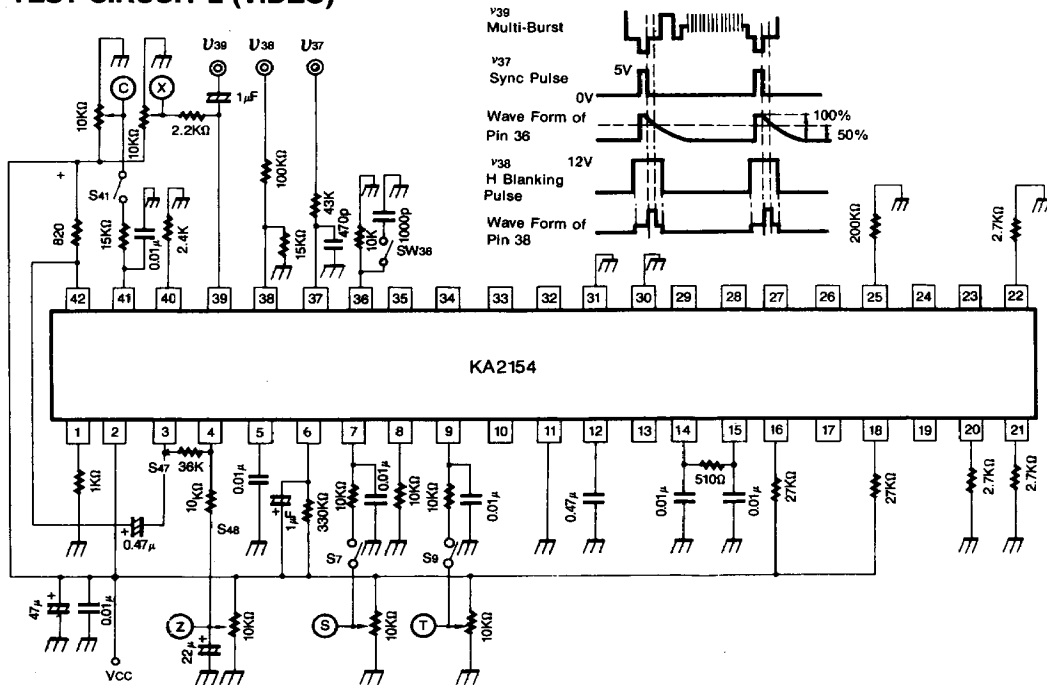 TEST CIRCUIT 2 (VIDEO)
υ39 υ38 υ37
C X
10KΩ 10KΩ
1μF
2.2KΩ
100KΩ
43K
470p
10K
1000p
SW36
+
820
S41
15KΩ
0.01μ
2.4K
15KΩ
ν39
Multi-Burst
ν37
Sync Pulse
5V
0V
Wave Form of
Pin 36
100%
50%
ν38
H Blanking
Pulse
12V
Wave Form of
Pin 38
200KΩ
2.7KΩ
42 41 40 39 38 37 36 35 34 33 32 31 30 29 28 27 26 25 24 23 22
KA2154
1 2 3 4 5 6 7 8 9 10 11 12 13 14 15 16 17 18 19 20 21
1KΩ
S47
36K
+
0.47μ
10KΩ
S48
0.01μ
+
1μF
330KΩ
10KΩ
0.01μ
S7
10KΩ
10KΩ
0.01μ
S9
0.47μ
510Ω
0.01μ
0.01μ
27KΩ
27KΩ
2.7KΩ
2.7KΩ
47μ
+
0.01μ
VCC
Z
22μ
+
10KΩ
S
10KΩ
T
10KΩ